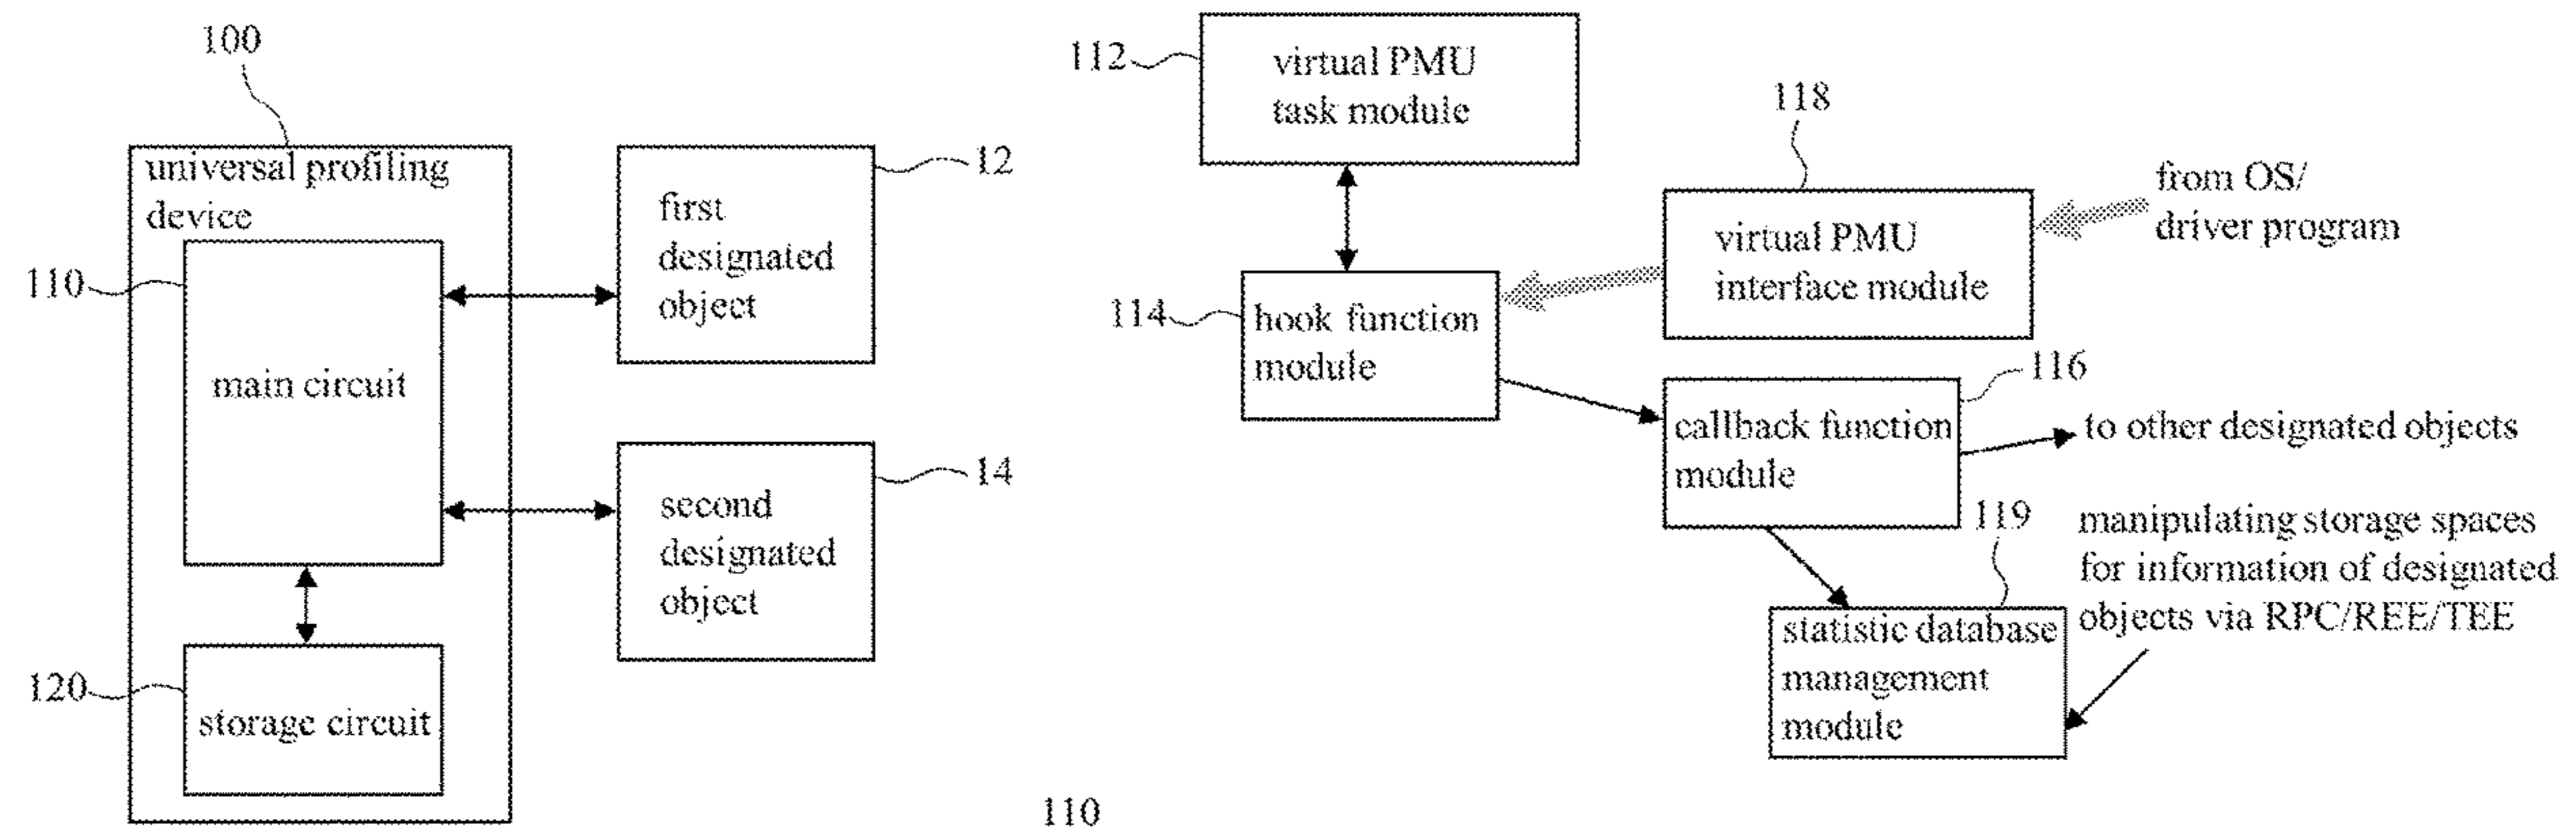 100
universal profiling
device
110
main circuit
120
storage circuit
12
first
designated
object
14
second
designated
object
112
virtual PMU
task module
118
virtual PMU
interface module
from OS/
driver program
114
hook function
module
116
callback function
module
to other designated objects
119
statistic database
management
module
manipulating storage spaces
for information of designated
objects via RPC/REE/TEE
110